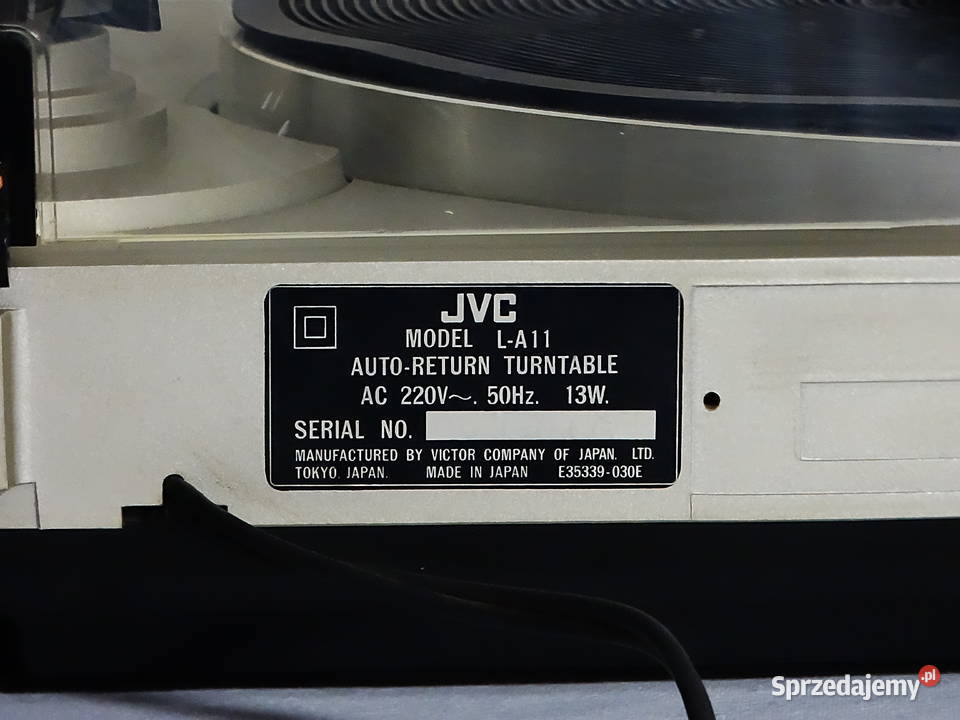 JVC
MODEL L-A11
AUTO-RETURN TURNTABLE
AC 220V～. 50Hz. 13W.
SERIAL NO.
MANUFACTURED BY VICTOR COMPANY OF JAPAN. LTD.
TOKYO. JAPAN. MADE IN JAPAN E35339-030E
Sprzedajemy.pl